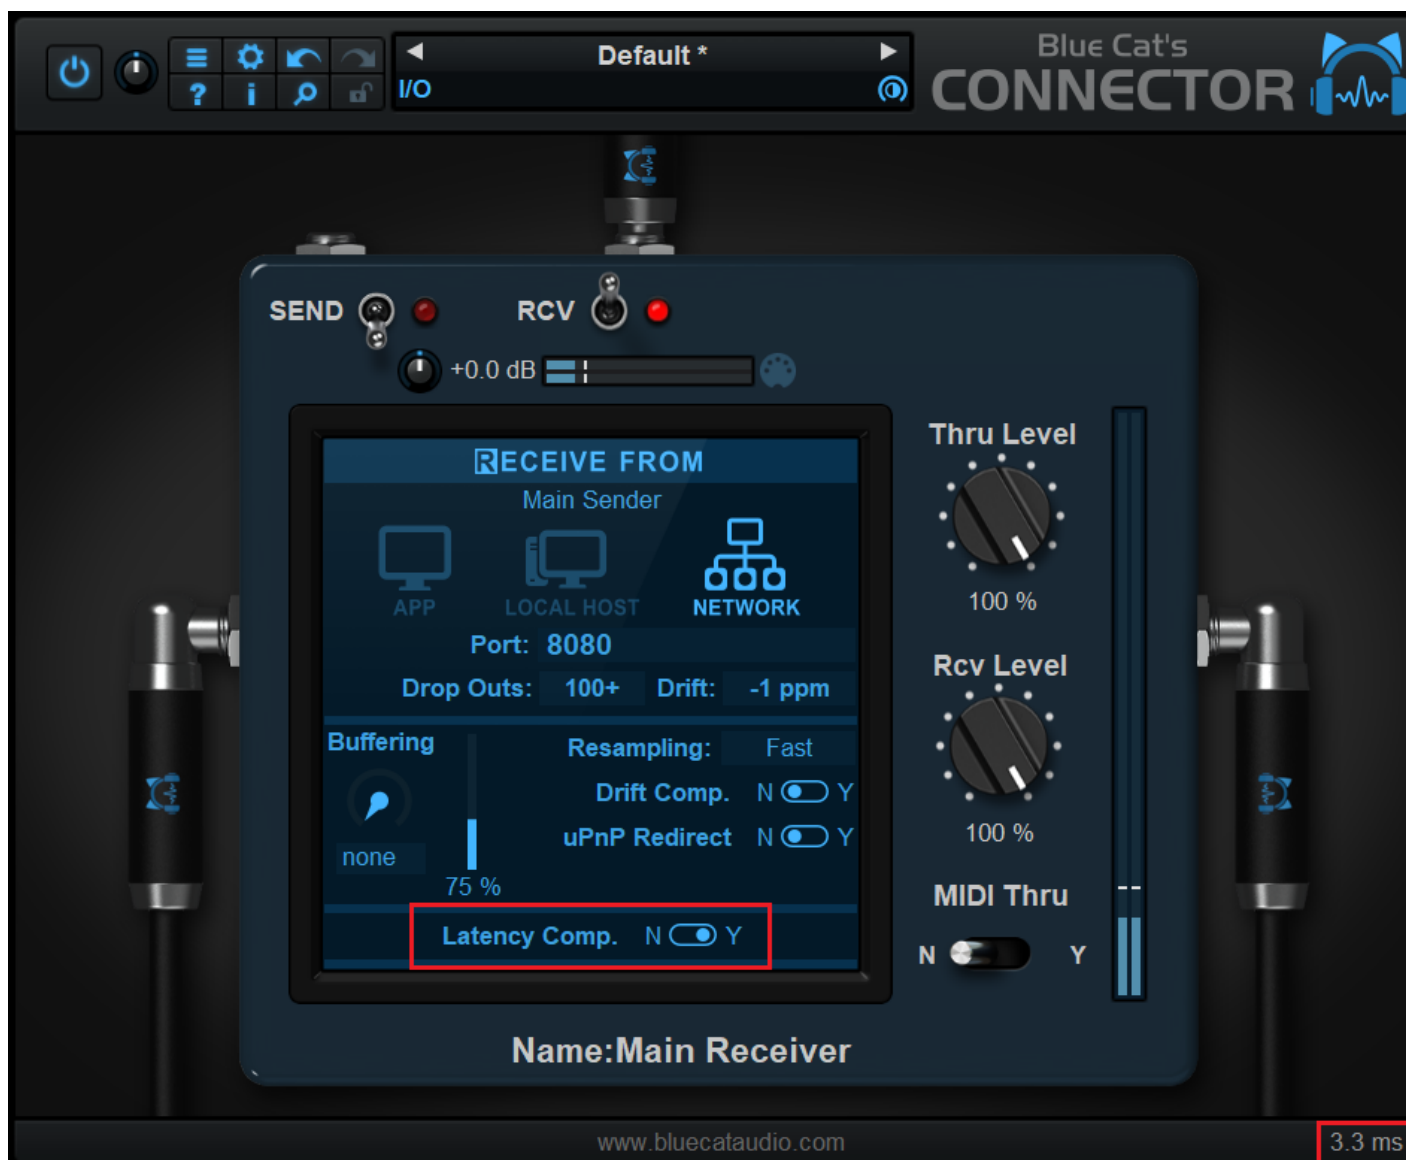 Default *
I/O
Blue Cat's
CONNECTOR
?
i
SEND
RCV
+0.0 dB
RECEIVE FROM
Main Sender
APP
LOCAL HOST
NETWORK
Port: 8080
Drop Outs: 100+ Drift: -1 ppm
Buffering
none
75 %
Resampling: Fast
Drift Comp. N Y
uPnP Redirect N Y
Latency Comp. N Y
Thru Level
100 %
Rcv Level
100 %
MIDI Thru
N Y
Name:Main Receiver
www.bluecataudio.com
3.3 ms